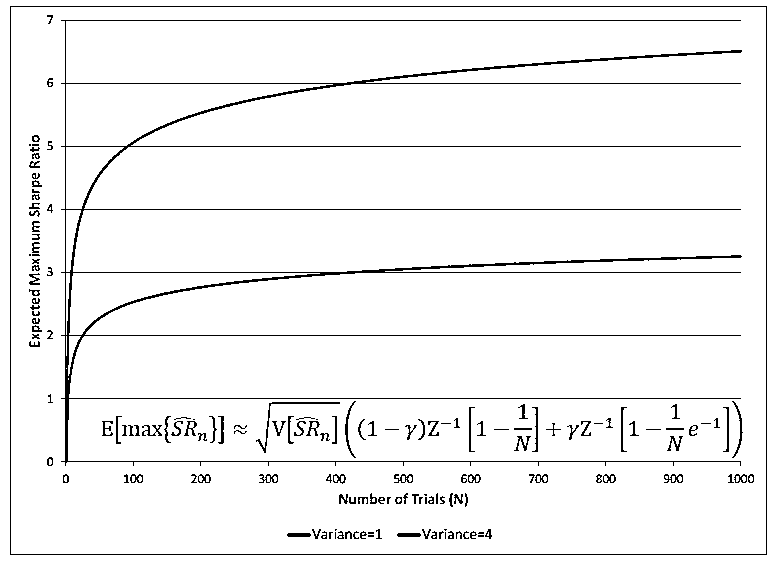 7
6
5
4
3
2
1
0
Expected Maximum Sharpe Ratio
E[max{SR̂ₙ}] ≈ √V[SR̂ₙ] ((1 − γ)Z⁻¹ [1 − 1/N] + γZ⁻¹ [1 − 1/N e⁻¹])
0 100 200 300 400 500 600 700 800 900 1000
Number of Trials (N)
Variance=1 Variance=4